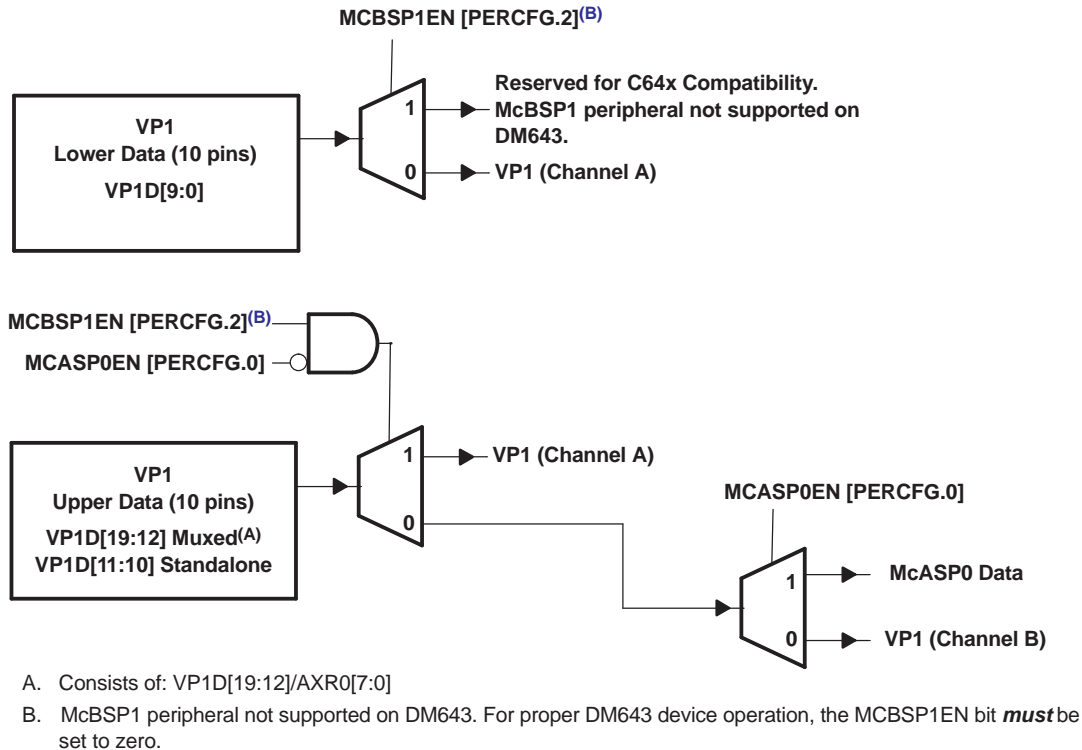 MCBSP1EN [PERCFG.2](B)
VP1
Lower Data (10 pins)
VP1D[9:0]
1
0
Reserved for C64x Compatibility.
McBSP1 peripheral not supported on
DM643.
VP1 (Channel A)
MCBSP1EN [PERCFG.2](B)
MCASP0EN [PERCFG.0]
VP1
Upper Data (10 pins)
VP1D[19:12] Muxed(A)
VP1D[11:10] Standalone
1
0
VP1 (Channel A)
MCASP0EN [PERCFG.0]
1
0
McASP0 Data
VP1 (Channel B)
A. Consists of: VP1D[19:12]/AXR0[7:0]
B. McBSP1 peripheral not supported on DM643. For proper DM643 device operation, the MCBSP1EN bit must be
set to zero.